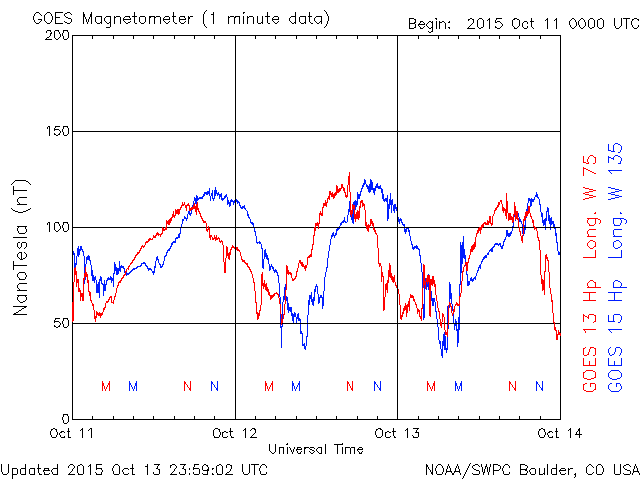 GOES Magnetometer (1 minute data)
Begin: 2015 Oct 11 0000 UTC
200
150
100
50
0
NanoTesla (nT)
M M N N M M N N M M N N
Oct 11 Oct 12 Oct 13 Oct 14
Universal Time
GOES 13 Hp Long. W 75
GOES 15 Hp Long. W 135
Updated 2015 Oct 13 23:59:02 UTC
NOAA/SWPC Boulder, CO USA